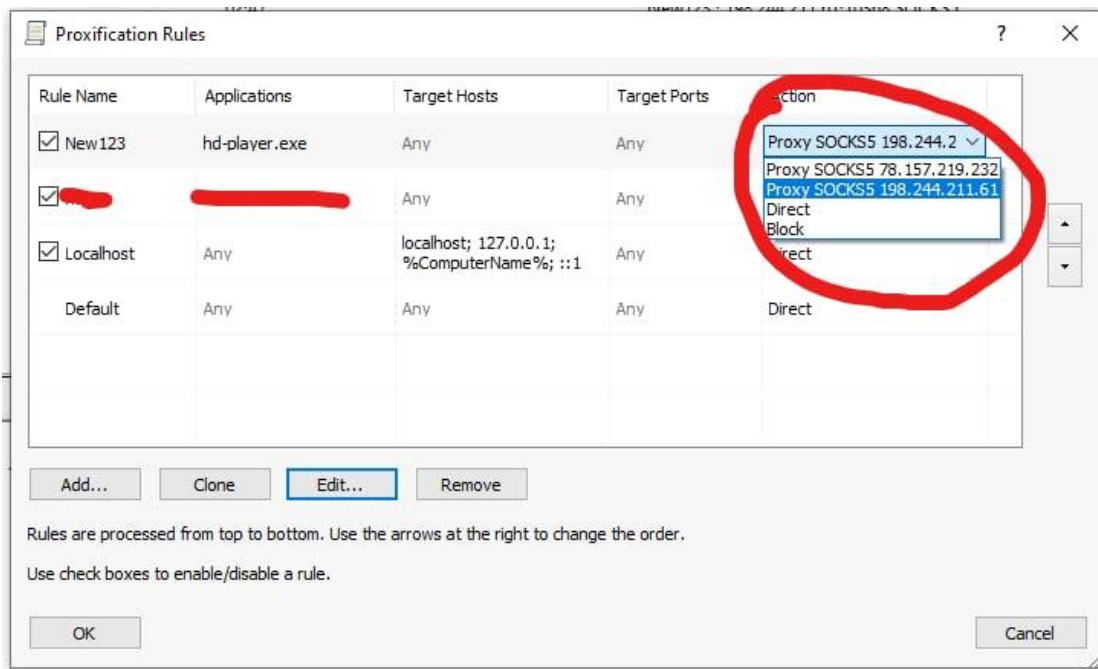 Proxification Rules
? ×
Rule Name Applications Target Hosts Target Ports Action
New123 hd-player.exe Any Any Proxy SOCKS5 198.244.2
Proxy SOCKS5 78.157.219.232
Proxy SOCKS5 198.244.211.61
Direct
Block
Any Any
Localhost Any localhost; 127.0.0.1; Any Direct
%ComputerName%; ::1
Default Any Any Any Direct
Add... Clone Edit... Remove
Rules are processed from top to bottom. Use the arrows at the right to change the order.
Use check boxes to enable/disable a rule.
OK Cancel